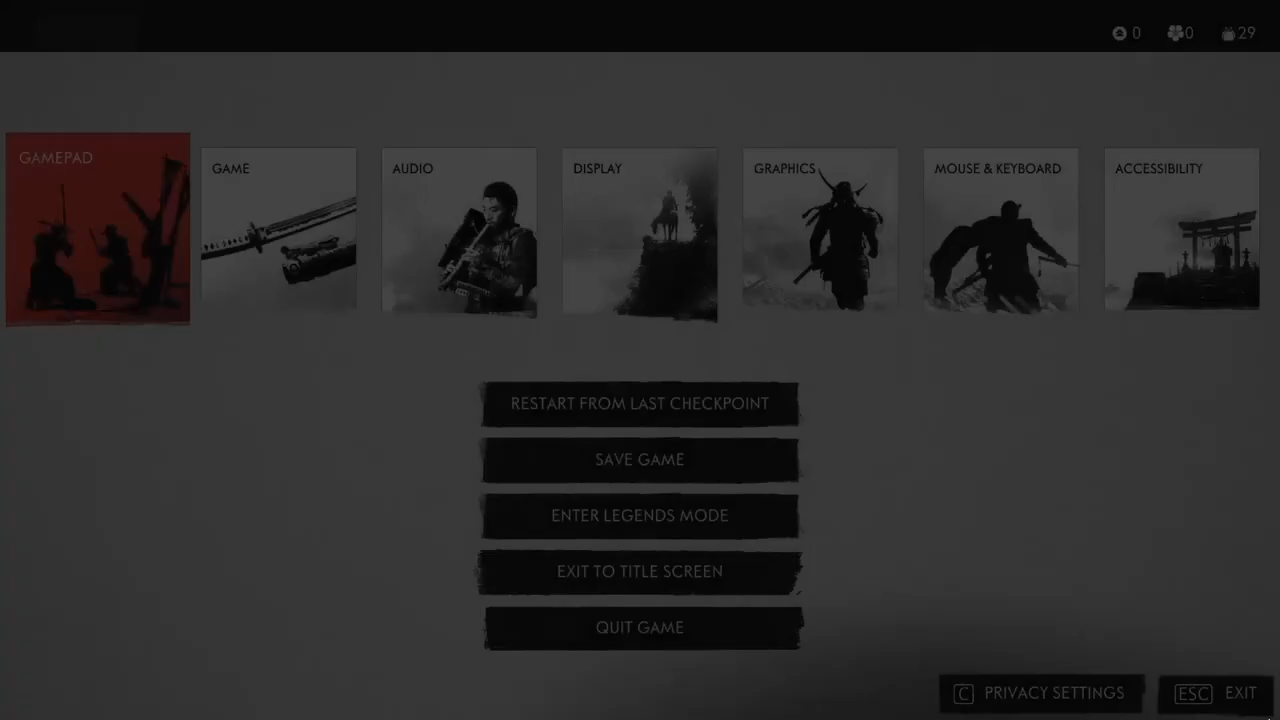 0 0 29
GAMEPAD
GAME
AUDIO
DISPLAY
GRAPHICS
MOUSE & KEYBOARD
ACCESSIBILITY
RESTART FROM LAST CHECKPOINT
SAVE GAME
ENTER LEGENDS MODE
EXIT TO TITLE SCREEN
QUIT GAME
C PRIVACY SETTINGS ESC EXIT